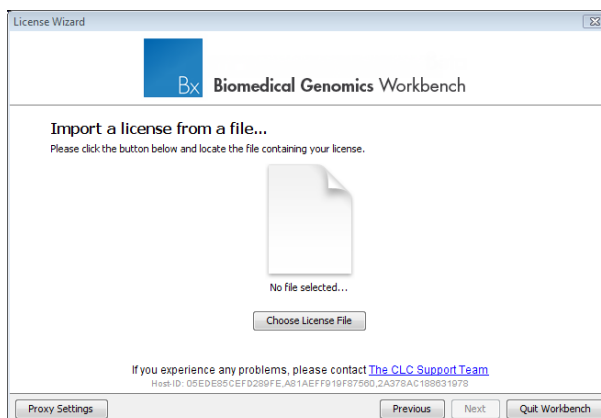 License Wizard
Bx Biomedical Genomics Workbench
Import a license from a file...
Please click the button below and locate the file containing your license.
No file selected...
Choose License File
If you experience any problems, please contact The CLC Support Team
Host-ID: 05EDE85CEFD289FE,A81AEFF919F87560,2A378AC188631978
Proxy Settings Previous Next Quit Workbench